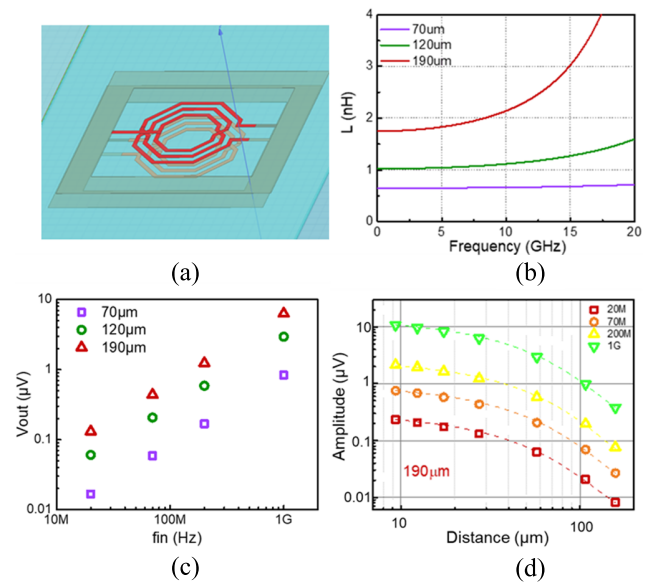 70um
120um
190um
L (nH)
4
3
2
1
0
0
5
10
15
20
Frequency (GHz)
(a)
(b)
70μm
120μm
190μm
Vout (μV)
10
1
0.1
0.01
10M
100M
1G
fin (Hz)
20M
70M
200M
1G
Amplitude (μV)
10
1
0.1
0.01
190μm
10
100
Distance (μm)
(c)
(d)